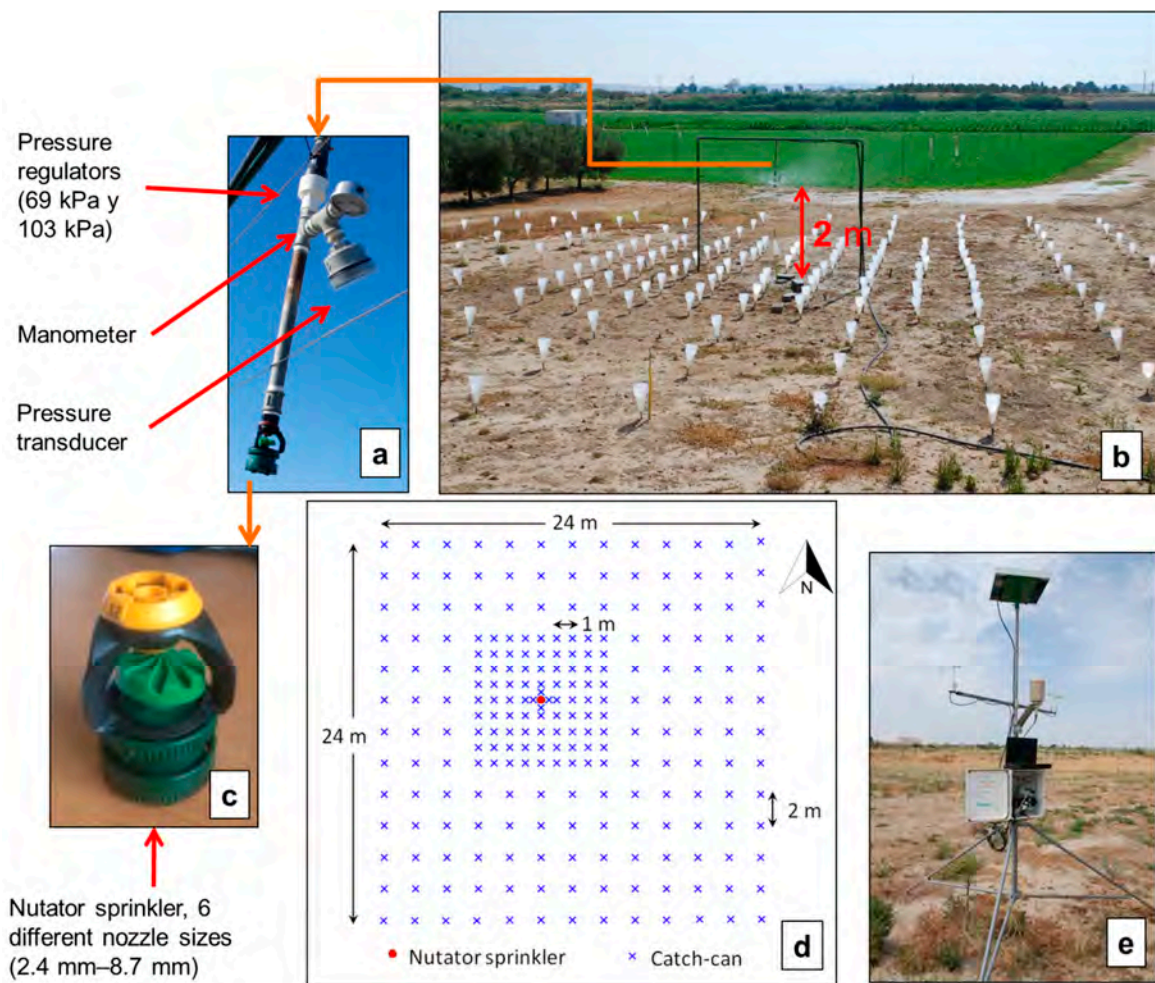 Pressure
regulators
(69 kPa y
103 kPa)
Manometer
Pressure
transducer
a
2 m
b
c
Nutator sprinkler, 6
different nozzle sizes
(2.4 mm–8.7 mm)
24 m
N
1 m
24 m
2 m
Nutator sprinkler
Catch-can
d
e